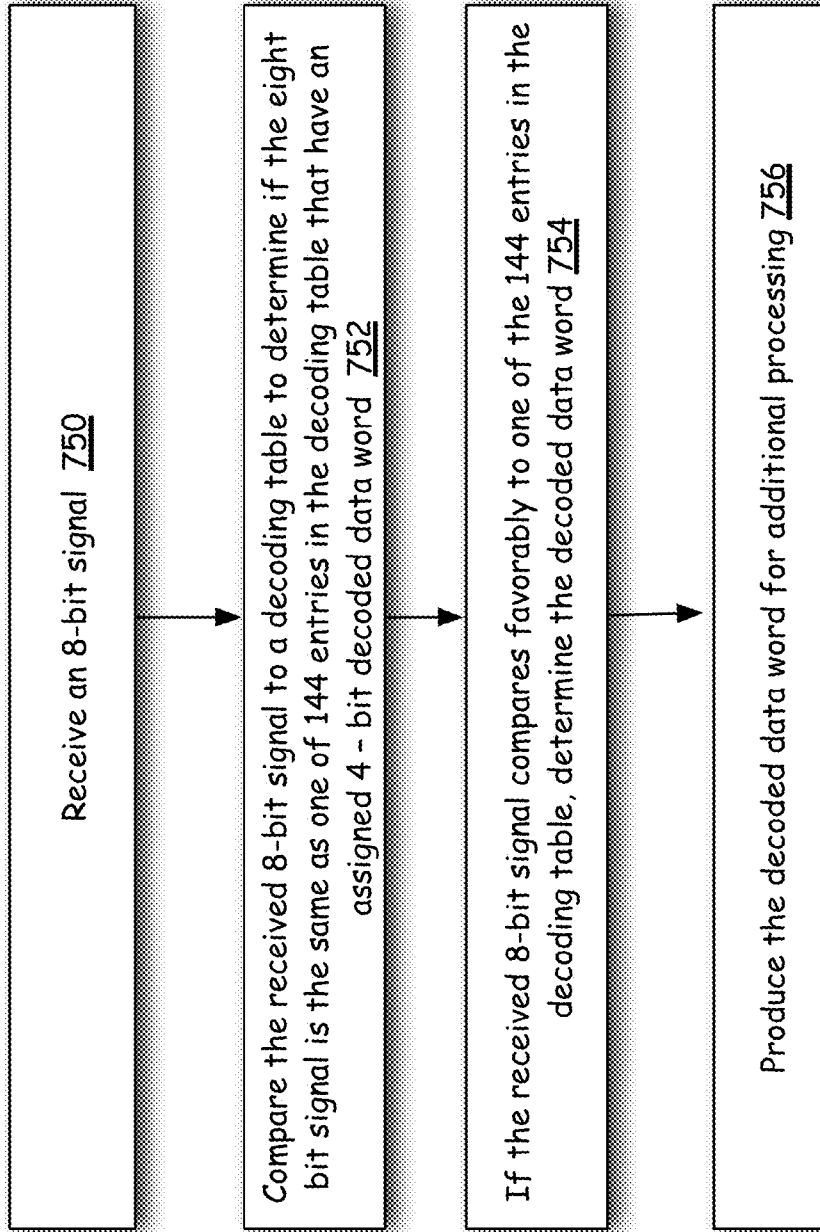 Receive an 8-bit signal 750
Compare the received 8-bit signal to a decoding table to determine if the eight
bit signal is the same as one of 144 entries in the decoding table that have an
assigned 4 - bit decoded data word 752
If the received 8-bit signal compares favorably to one of the 144 entries in the
decoding table, determine the decoded data word 754
Produce the decoded data word for additional processing 756